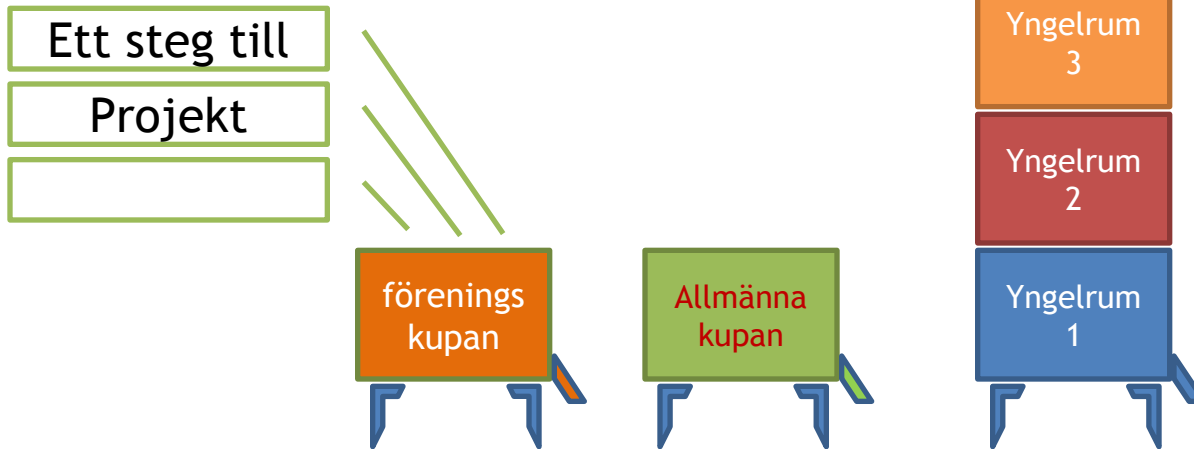 Ett steg till
Projekt
förenings
kupan
Allmänna
kupan
Yngelrum
3
Yngelrum
2
Yngelrum
1